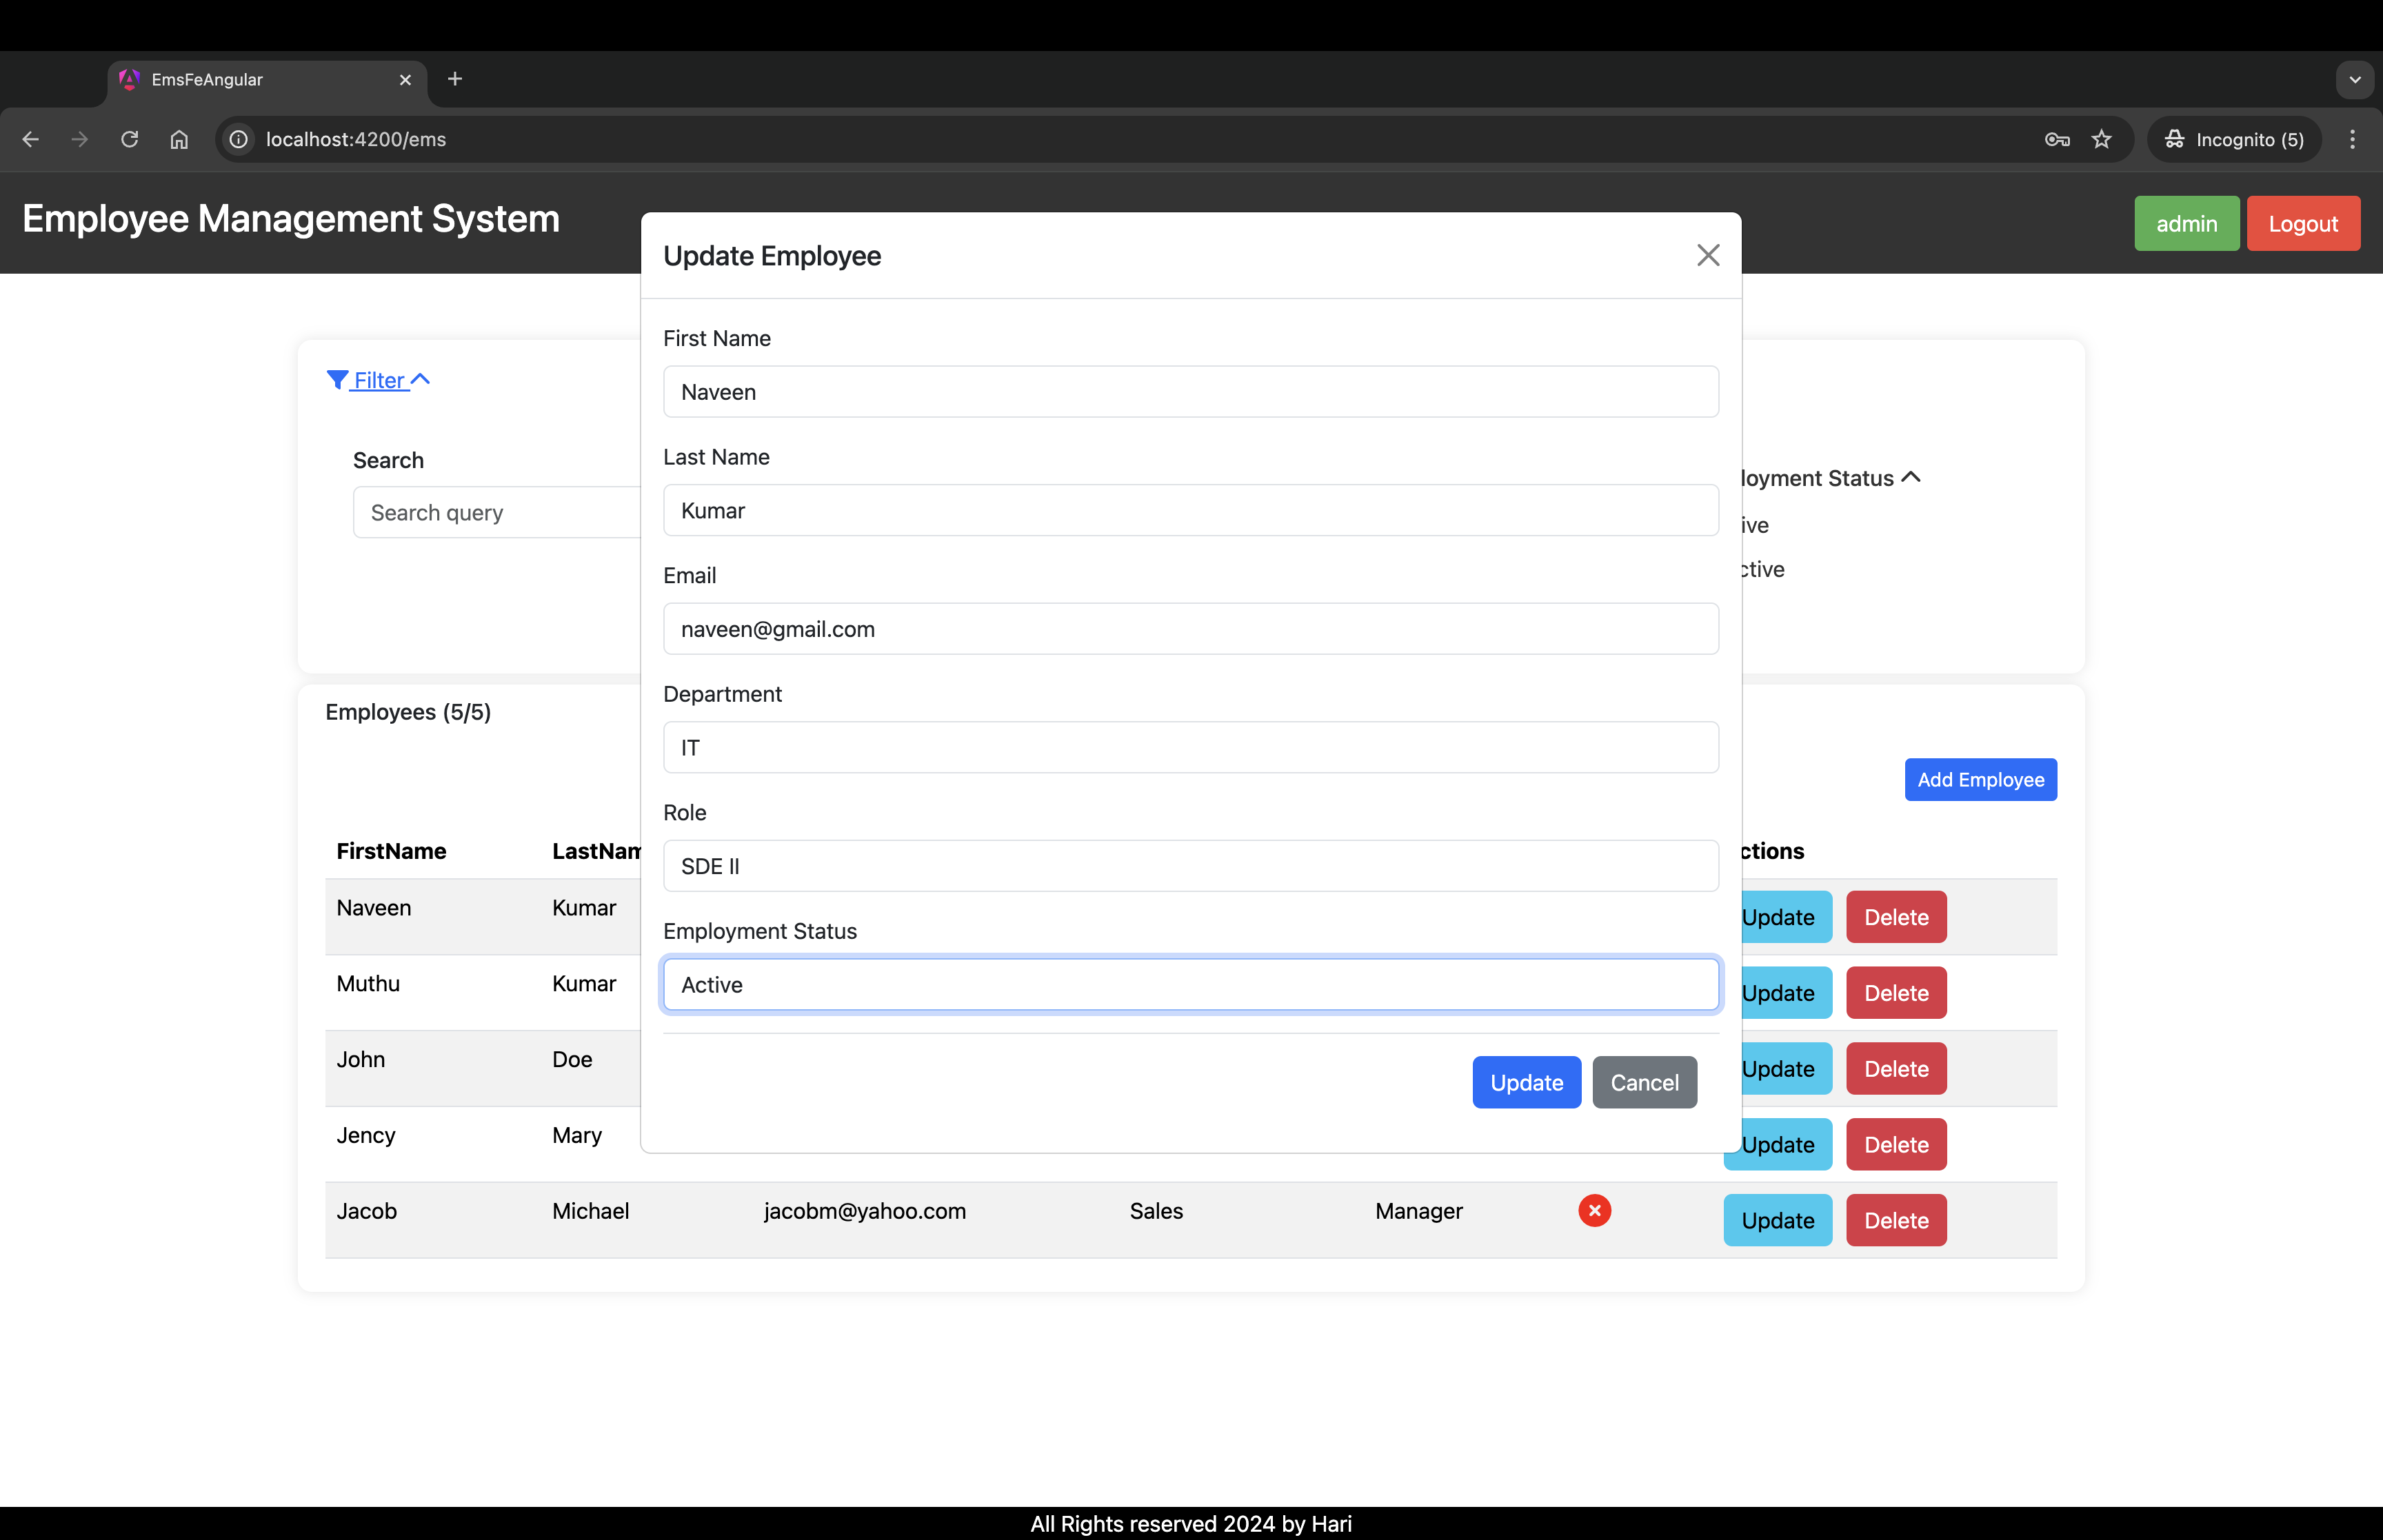 EmsFeAngular
localhost:4200/ems
Incognito (5)
Employee Management System
admin
Logout
Update Employee
First Name
Naveen
Last Name
Kumar
Email
naveen@gmail.com
Department
IT
Role
SDE II
Employment Status
Active
Update
Cancel
Filter
Search
Search query
loyment Status
ive
ctive
Employees (5/5)
Add Employee
FirstName LastNam ctions
Naveen Kumar Update Delete
Muthu Kumar Update Delete
John Doe Update Delete
Jency Mary Update Delete
Jacob Michael jacobm@yahoo.com Sales Manager Update Delete
All Rights reserved 2024 by Hari